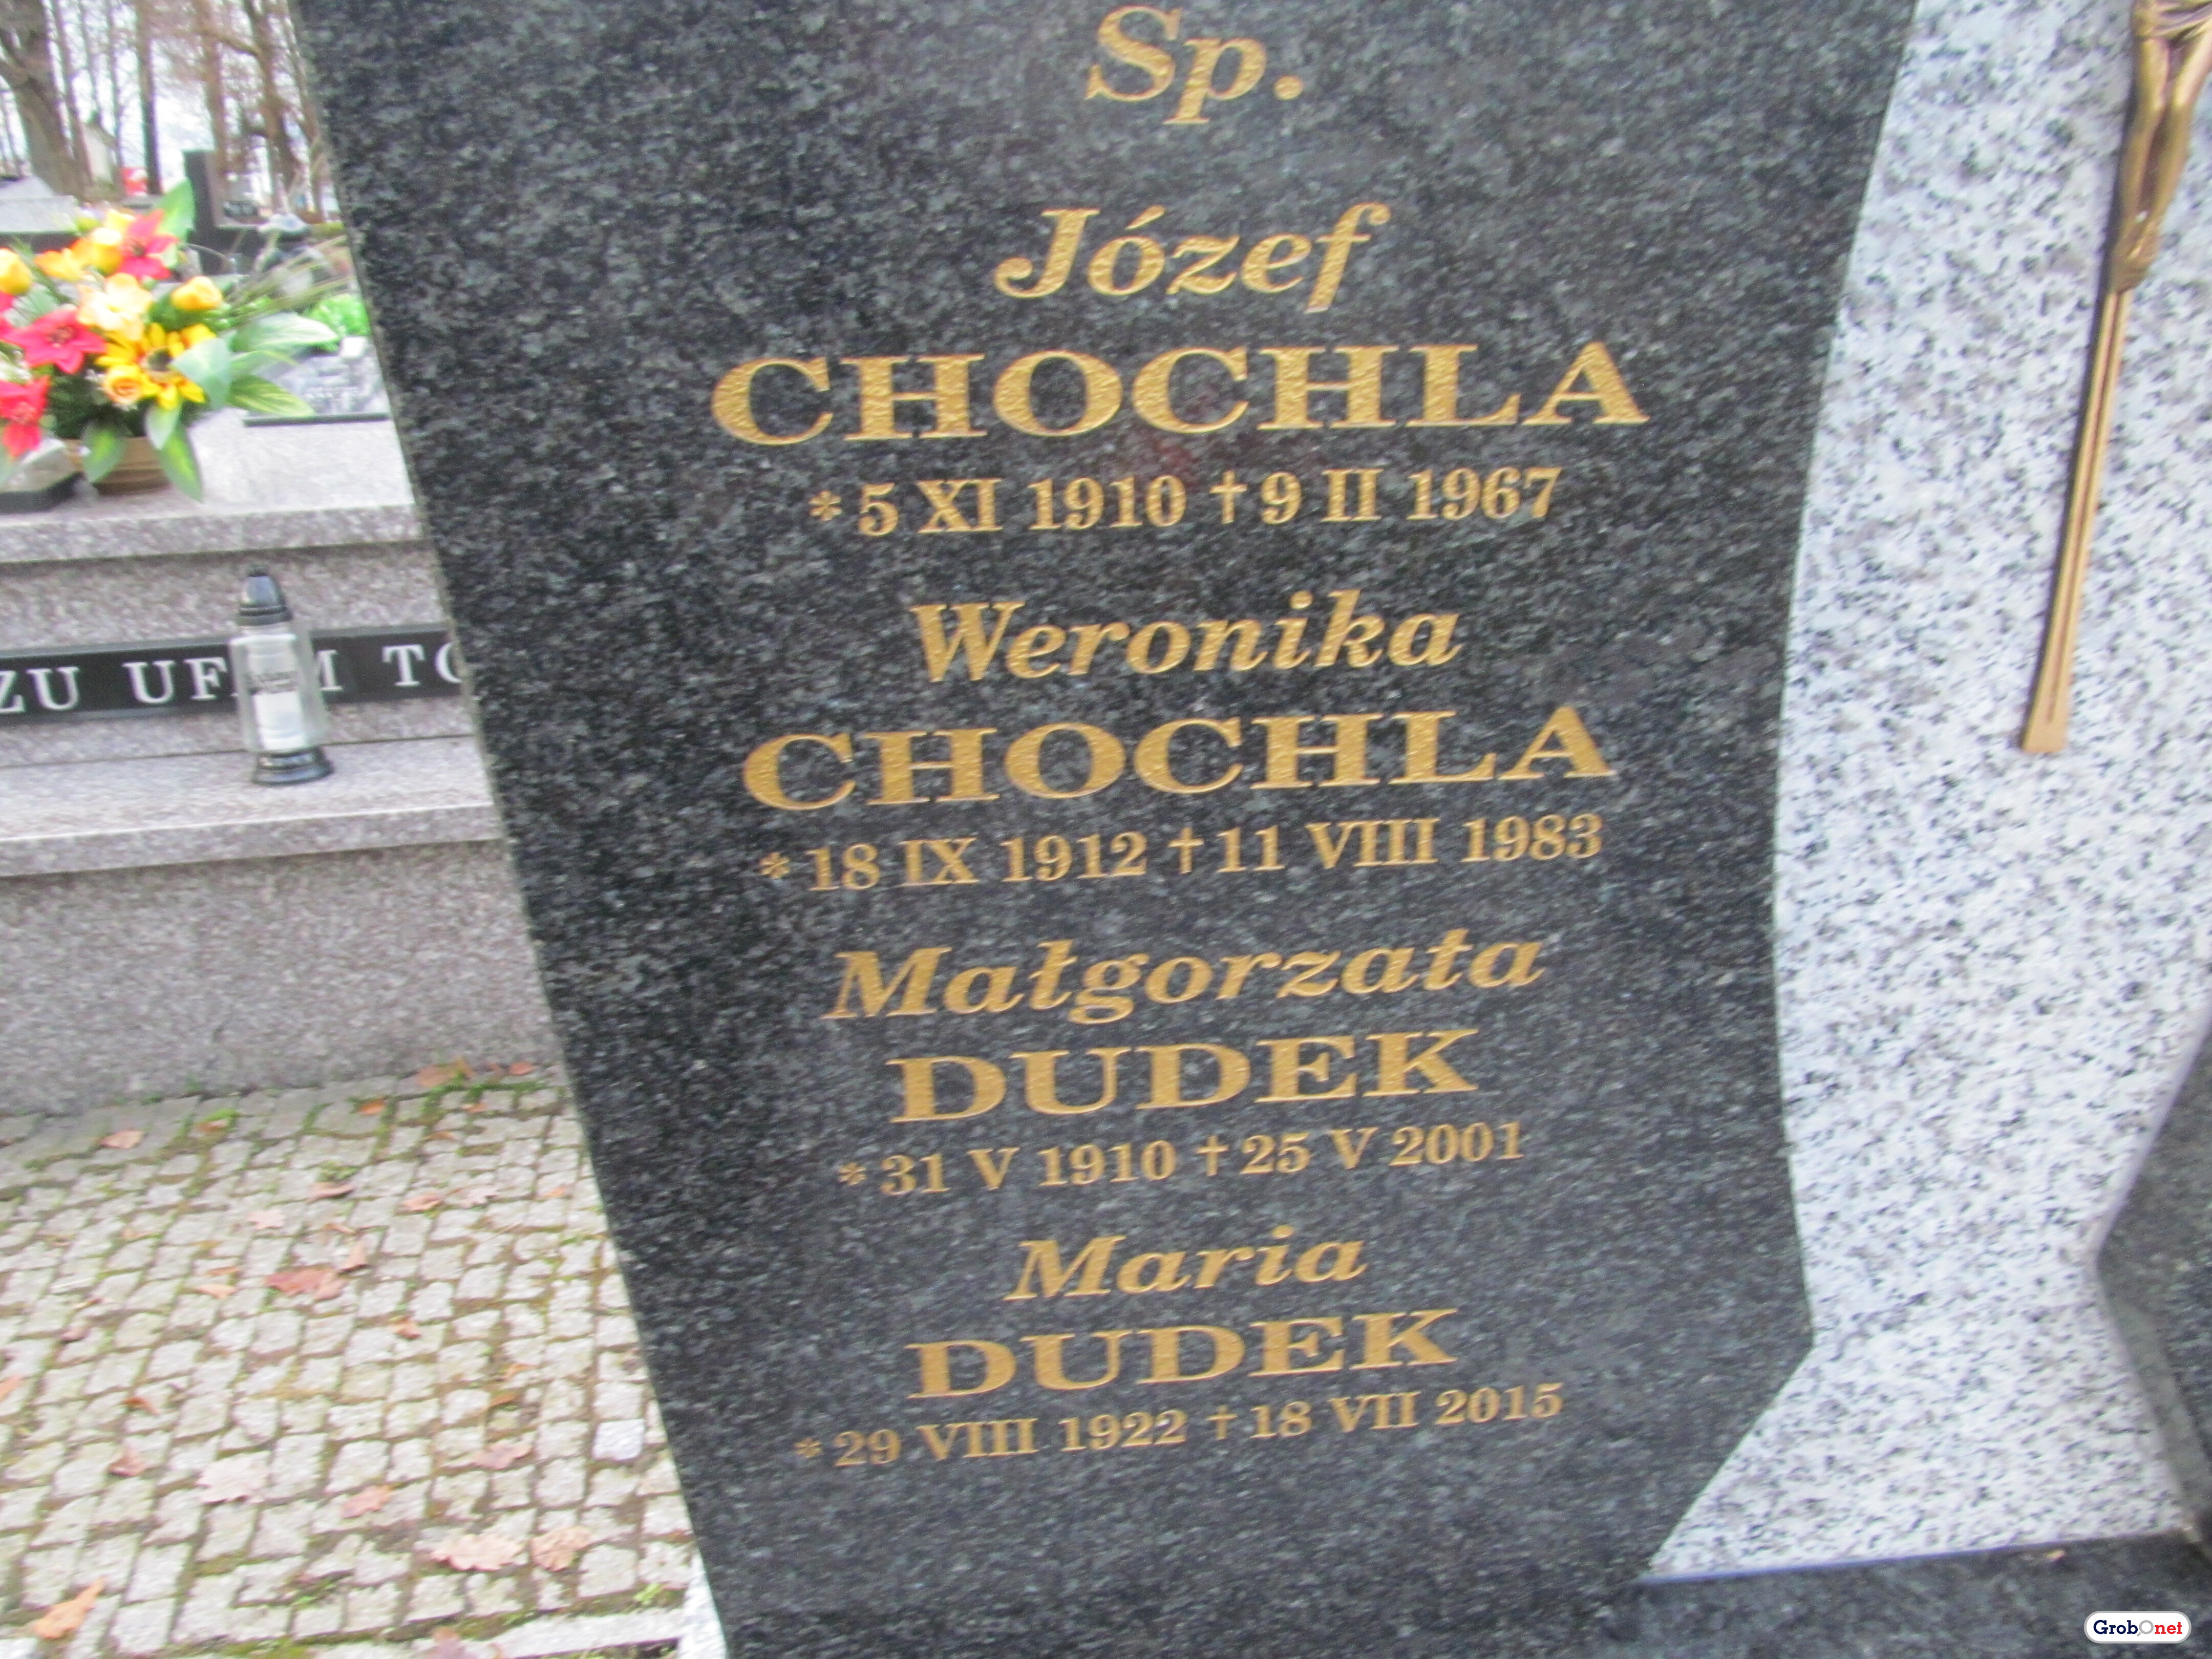 Sp.
Józef
CHOCHLA
* 5 XI 1910 † 9 II 1967
Weronika
CHOCHLA
* 18 IX 1912 † 11 VIII 1983
Małgorzata
DUDEK
* 31 V 1910 † 25 V 2001
Maria
DUDEK
* 29 VIII 1922 † 18 VII 2015
ZU UFAM TO
GrobOnet